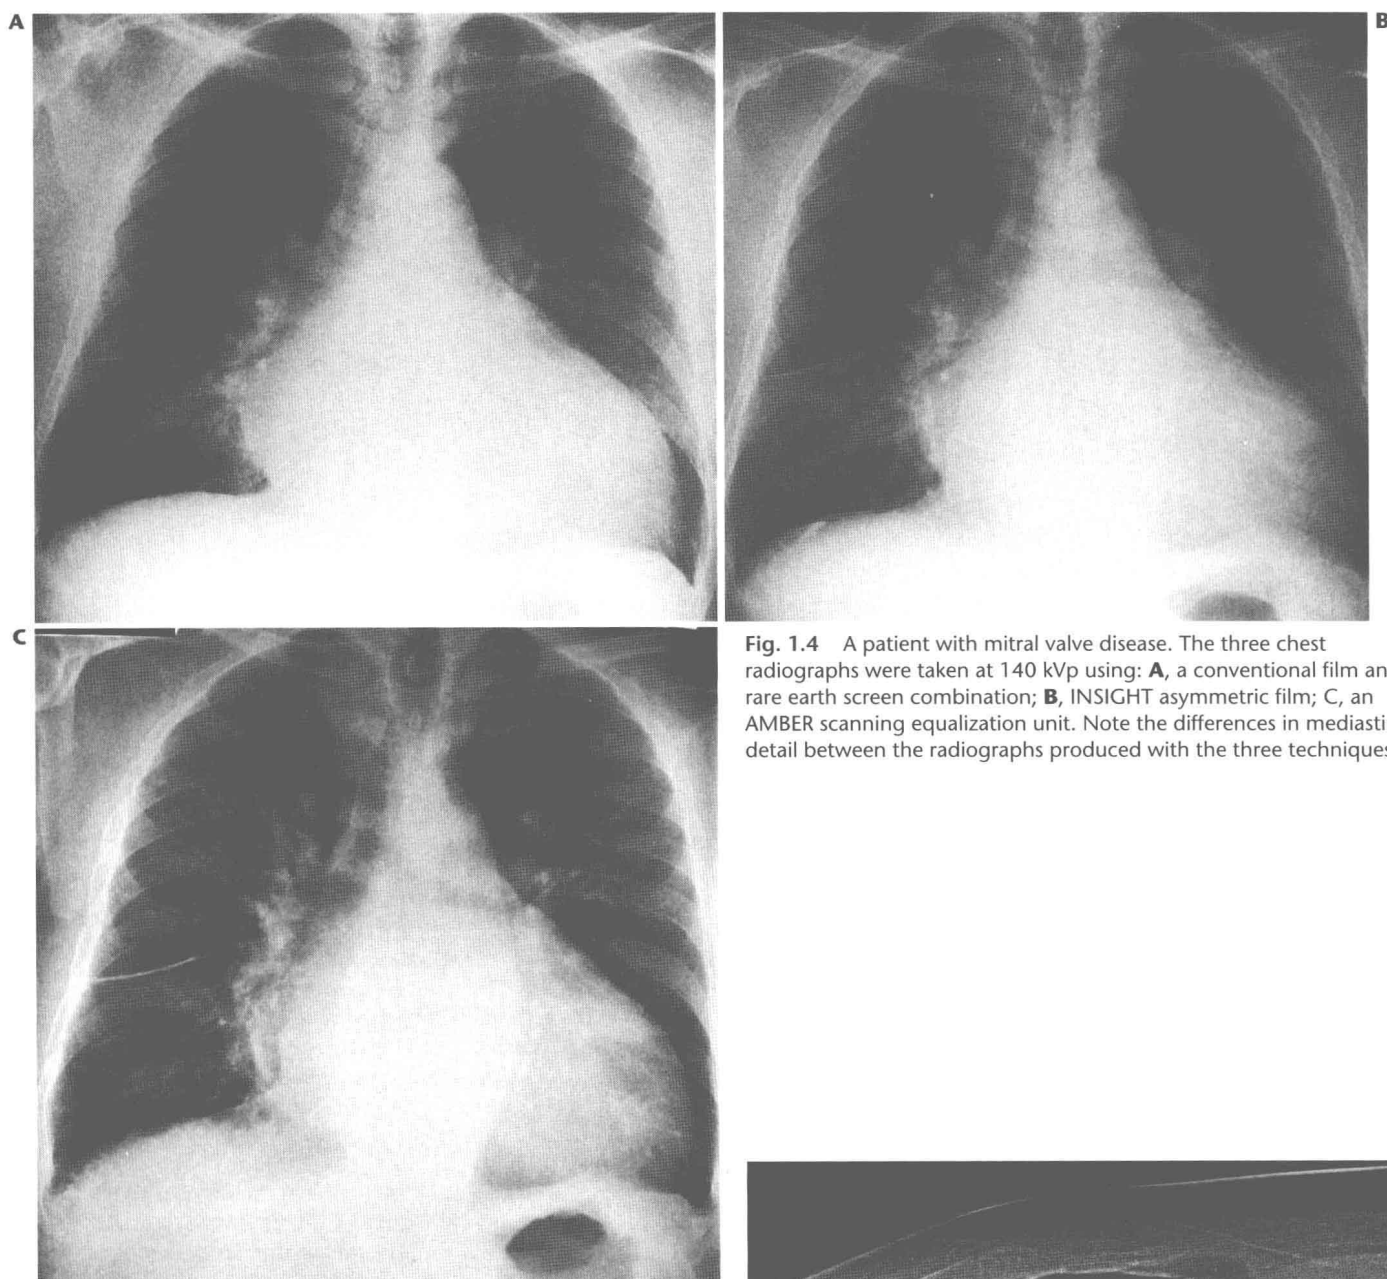 A
B
C
Fig. 1.4 A patient with mitral valve disease. The three chest
radiographs were taken at 140 kVp using: A, a conventional film an
rare earth screen combination; B, INSIGHT asymmetric film; C, an
AMBER scanning equalization unit. Note the differences in mediasti
detail between the radiographs produced with the three techniques